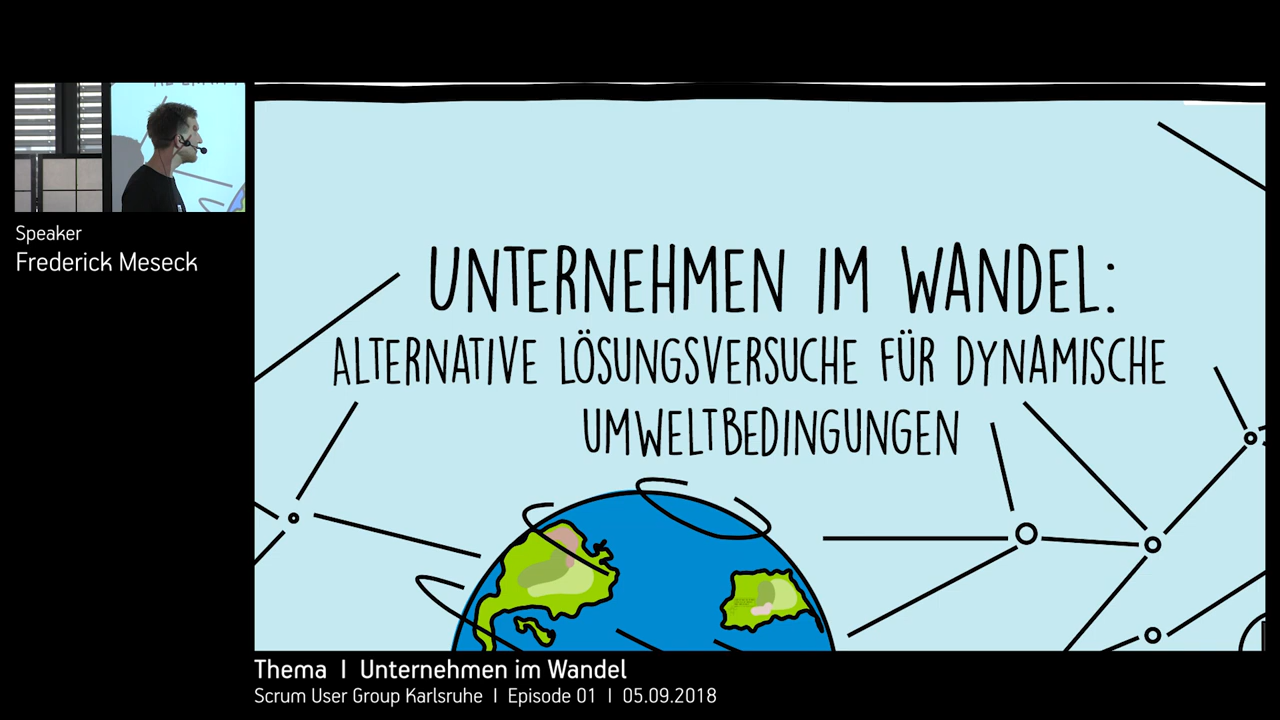 Speaker
Frederick Meseck
UNTERNEHMEN IM WANDEL:
ALTERNATIVE LÖSUNGSVERSUCHE FÜR DYNAMISCHE
UMWELTBEDINGUNGEN
Thema | Unternehmen im Wandel
Scrum User Group Karlsruhe | Episode 01 | 05.09.2018